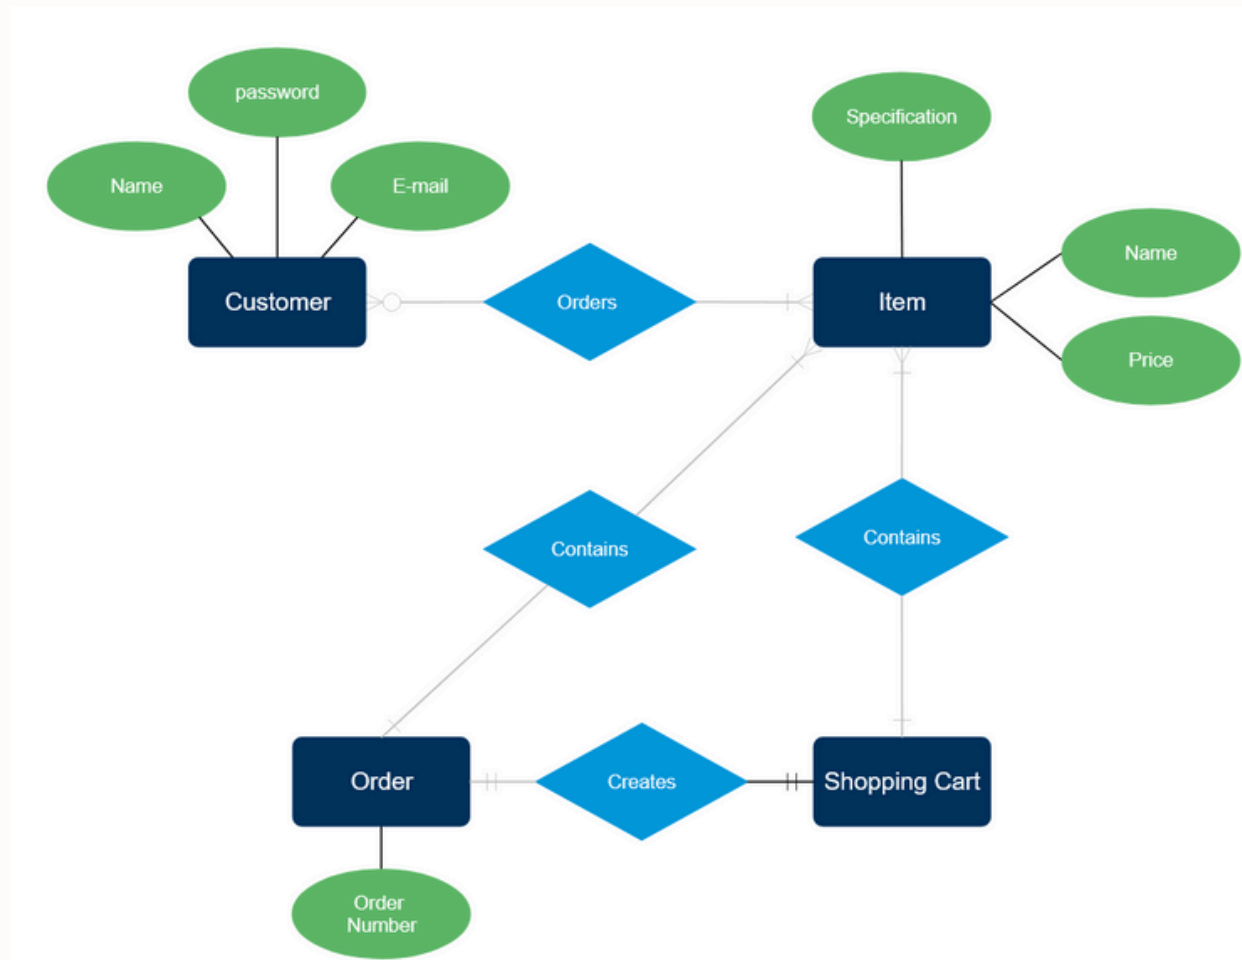 password
Specification
Name
E-mail
Name
Customer
Orders
Item
Price
Contains
Contains
Order
Creates
Shopping Cart
Order
Number